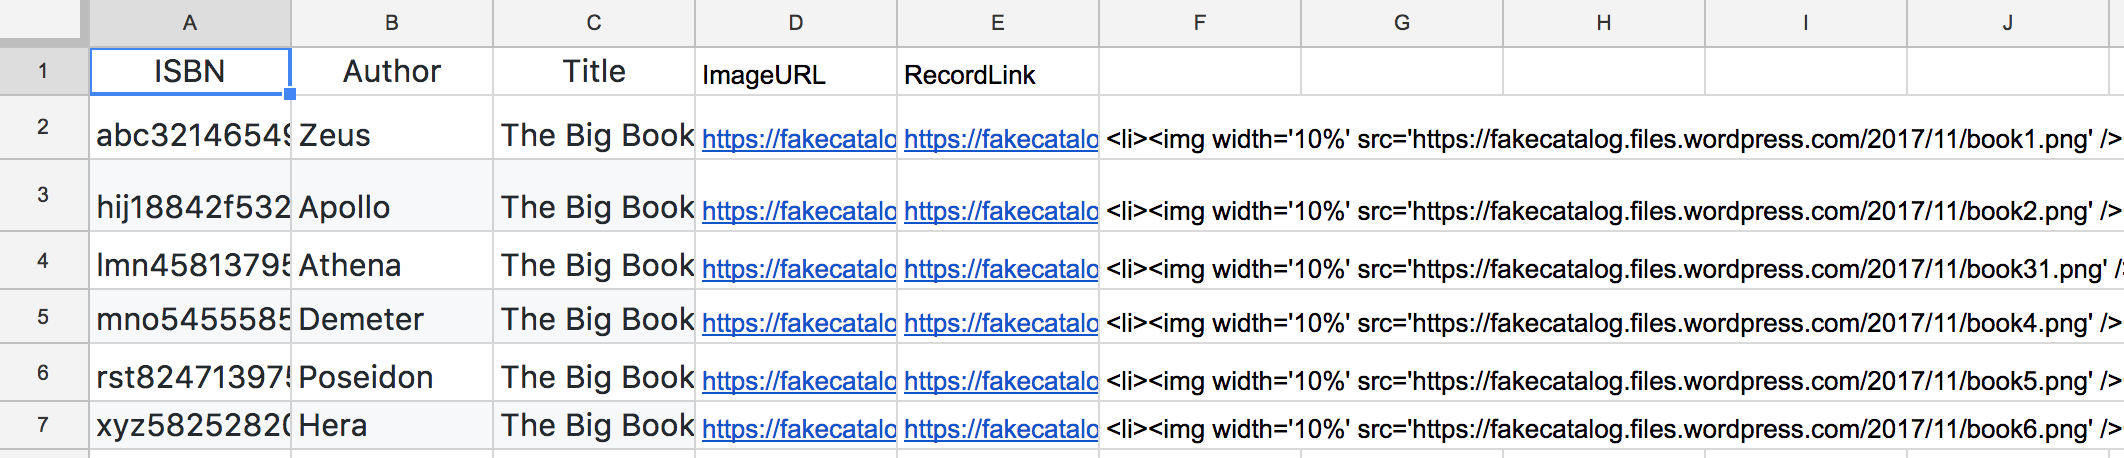 A B C D E F G H I J
1 ISBN Author Title ImageURL RecordLink
2 abc32146549 Zeus The Big Book https://fakecatalo https://fakecatalo <li><img width='10%' src='https://fakecatalog.files.wordpress.com/2017/11/book1.png' />
3 hij18842f532 Apollo The Big Book https://fakecatalo https://fakecatalo <li><img width='10%' src='https://fakecatalog.files.wordpress.com/2017/11/book2.png' />
4 lmn45813795 Athena The Big Book https://fakecatalo https://fakecatalo <li><img width='10%' src='https://fakecatalog.files.wordpress.com/2017/11/book31.png' />
5 mno5455585 Demeter The Big Book https://fakecatalo https://fakecatalo <li><img width='10%' src='https://fakecatalog.files.wordpress.com/2017/11/book4.png' />
6 rst824713975 Poseidon The Big Book https://fakecatalo https://fakecatalo <li><img width='10%' src='https://fakecatalog.files.wordpress.com/2017/11/book5.png' />
7 xyz58252820 Hera The Big Book https://fakecatalo https://fakecatalo <li><img width='10%' src='https://fakecatalog.files.wordpress.com/2017/11/book6.png' />